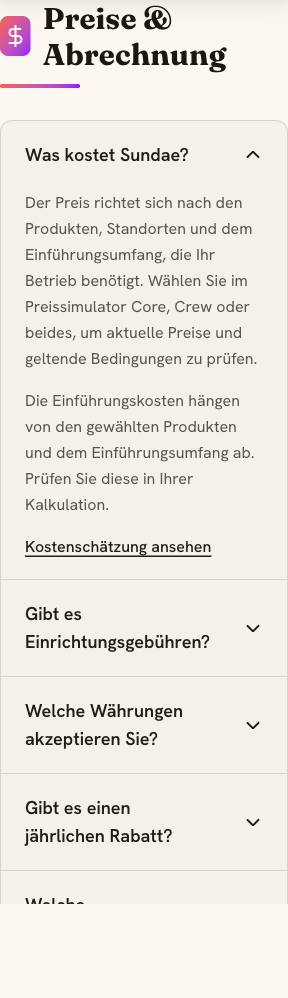 $
Preise &
Abrechnung
Was kostet Sundae?
Der Preis richtet sich nach den
Produkten, Standorten und dem
Einführungsumfang, die Ihr
Betrieb benötigt. Wählen Sie im
Preissimulator Core, Crew oder
beides, um aktuelle Preise und
geltende Bedingungen zu prüfen.
Die Einführungskosten hängen
von den gewählten Produkten
und dem Einführungsumfang ab.
Prüfen Sie diese in Ihrer
Kalkulation.
Kostenschätzung ansehen
Gibt es
Einrichtungsgebühren?
Welche Währungen
akzeptieren Sie?
Gibt es einen
jährlichen Rabatt?
Welche